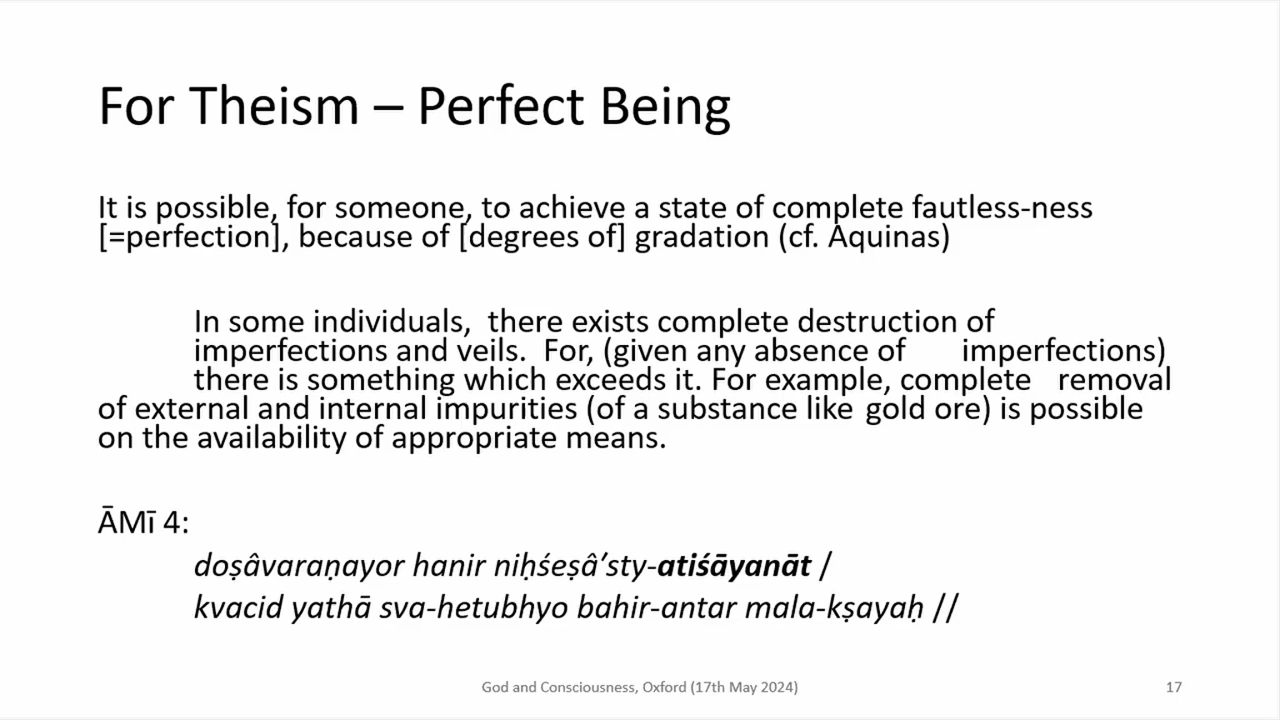 For Theism – Perfect Being
It is possible, for someone, to achieve a state of complete fautless-ness
[=perfection], because of [degrees of] gradation (cf. Aquinas)
In some individuals, there exists complete destruction of
imperfections and veils. For, (given any absence of imperfections)
there is something which exceeds it. For example, complete removal
of external and internal impurities (of a substance like gold ore) is possible
on the availability of appropriate means.
ĀMī 4:
doṣâvaraṇayor hanir niḥśeṣâ’sty-atiśāyanāt /
kvacid yathā sva-hetubhyo bahir-antar mala-kṣayaḥ //
God and Consciousness, Oxford (17th May 2024)
17